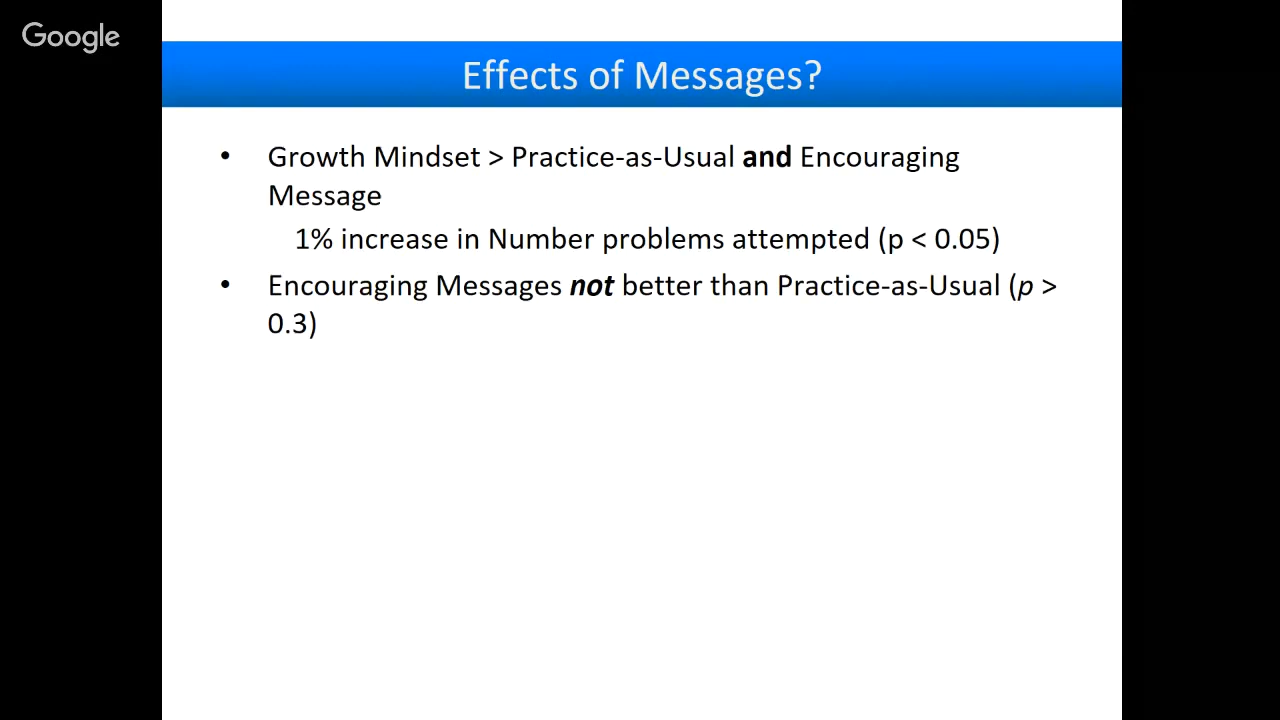 Google
Effects of Messages?
• Growth Mindset > Practice-as-Usual and Encouraging
Message
1% increase in Number problems attempted (p < 0.05)
• Encouraging Messages not better than Practice-as-Usual (p >
0.3)